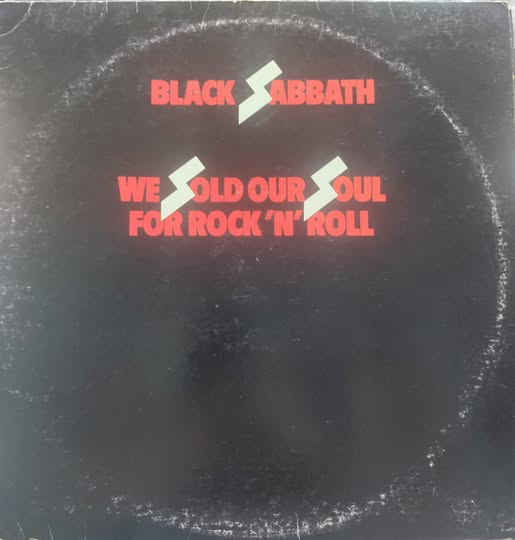 BLACK SABBATH
WE SOLD OUR SOUL
FOR ROCK 'N' ROLL